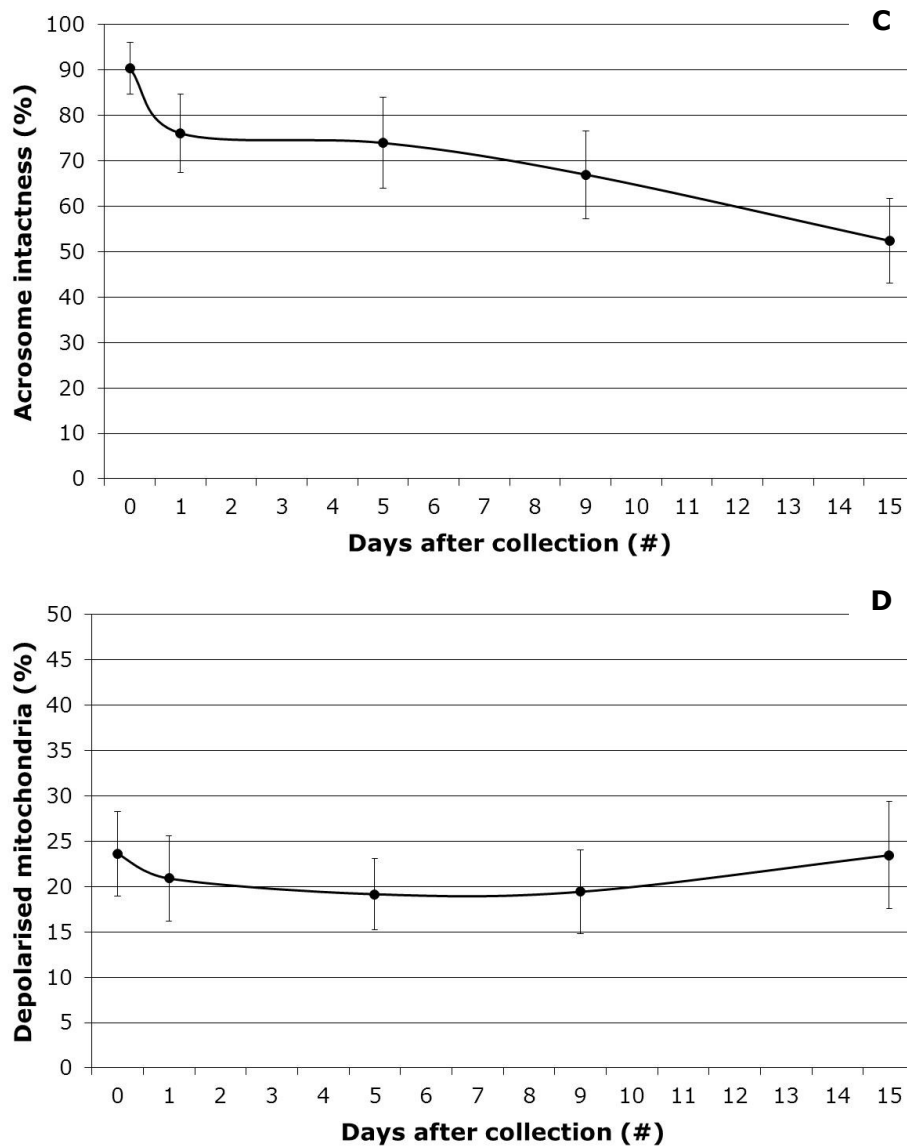 C
100
90
80
70
60
50
40
30
20
10
0
Acrosome intactness (%)
0 1 2 3 4 5 6 7 8 9 10 11 12 13 14 15
Days after collection (#)
D
50
45
40
35
30
25
20
15
10
5
0
Depolarised mitochondria (%)
0 1 2 3 4 5 6 7 8 9 10 11 12 13 14 15
Days after collection (#)